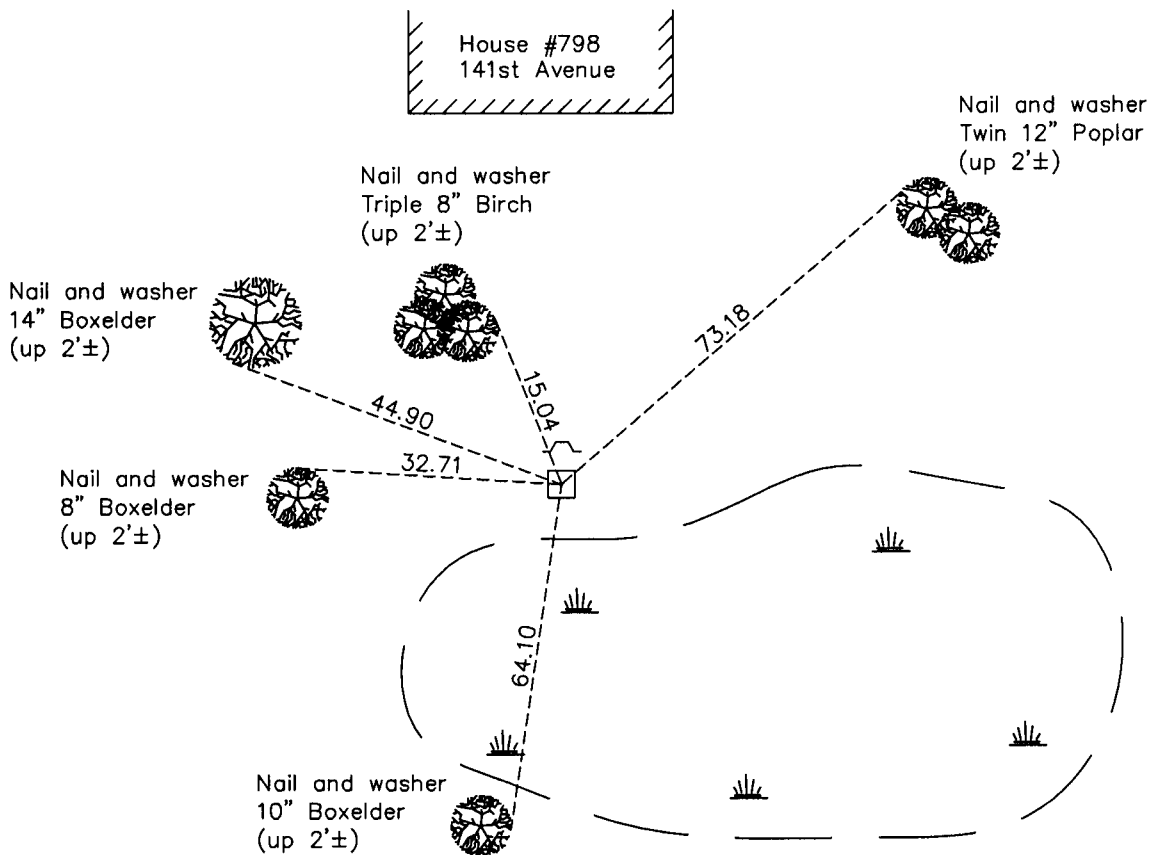 House #798
141st Avenue
Nail and washer
Twin 12" Poplar
(up 2'±)
Nail and washer
Triple 8" Birch
(up 2'±)
Nail and washer
14" Boxelder
(up 2'±)
73.18
15.04
44.90
32.71
Nail and washer
8" Boxelder
(up 2'±)
64.10
Nail and washer
10" Boxelder
(up 2'±)